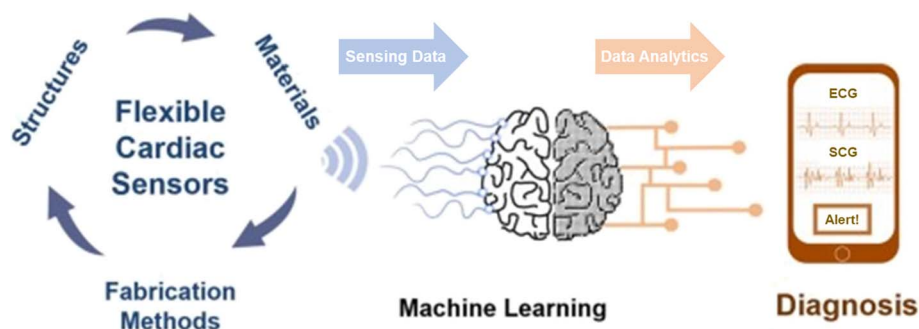 Structures
Materials
Flexible
Cardiac
Sensors
Fabrication
Methods
Sensing Data
Machine Learning
Data Analytics
ECG
SCG
Alert!
Diagnosis